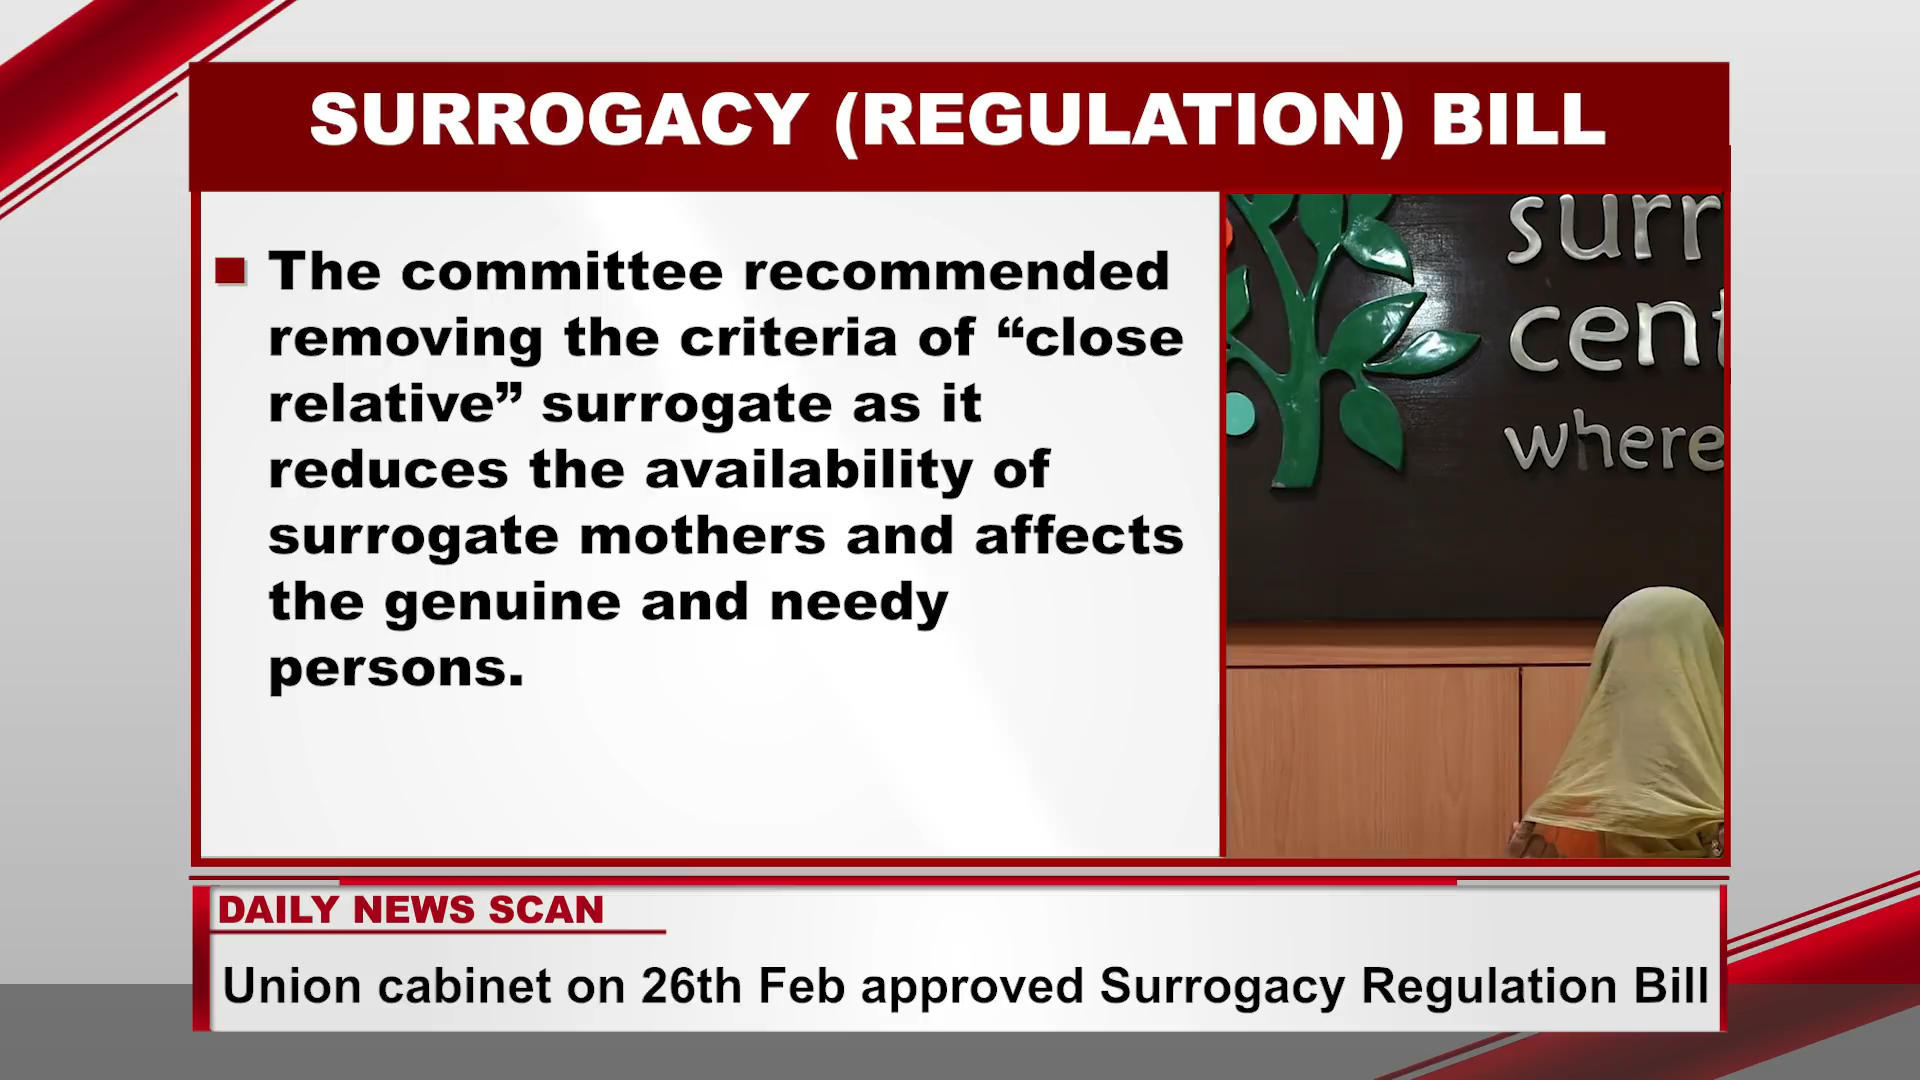 SURROGACY (REGULATION) BILL
The committee recommended
removing the criteria of “close
relative” surrogate as it
reduces the availability of
surrogate mothers and affects
the genuine and needy
persons.
surr
cent
where
DAILY NEWS SCAN
Union cabinet on 26th Feb approved Surrogacy Regulation Bill